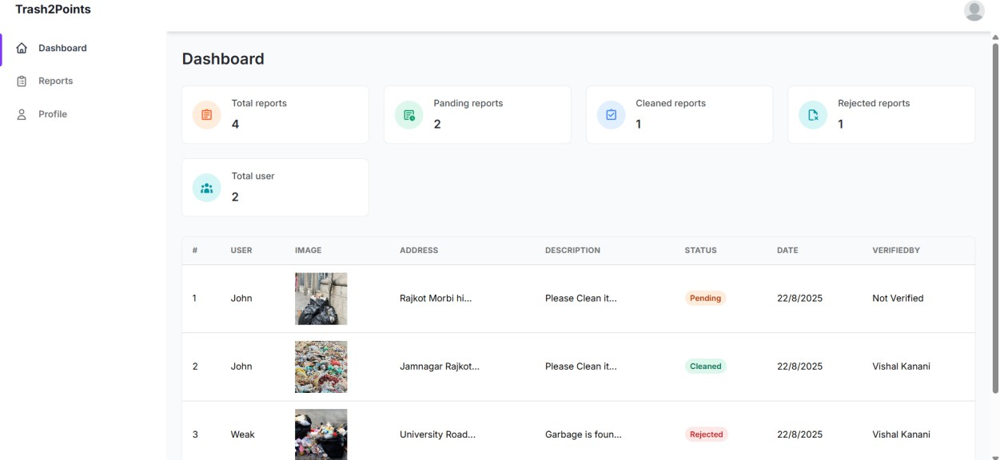 Trash2Points
Dashboard
Reports
Profile
Dashboard
Total reports
4
Panding reports
2
Cleaned reports
1
Rejected reports
1
Total user
2
# USER IMAGE ADDRESS DESCRIPTION STATUS DATE VERIFIEDBY
1 John Rajkot Morbi hi... Please Clean it... Pending 22/8/2025 Not Verified
2 John Jamnagar Rajkot... Please Clean it... Cleaned 22/8/2025 Vishal Kanani
3 Weak University Road... Garbage is foun... Rejected 22/8/2025 Vishal Kanani